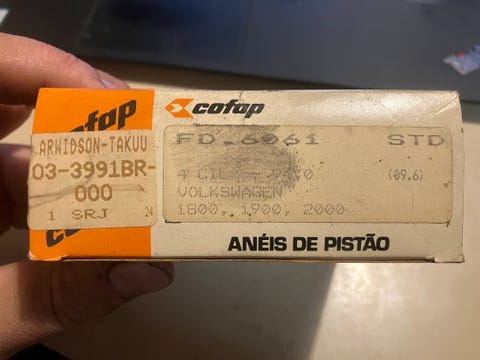 cofap
cofap
ARWIDSON-TAKUU
03-3991BR-
000
1 SRJ 24
FD.6061 STD
4 CIL (09.6)
VOLKSWAGEN
1800, 1900, 2000
ANÉIS DE PISTÃO